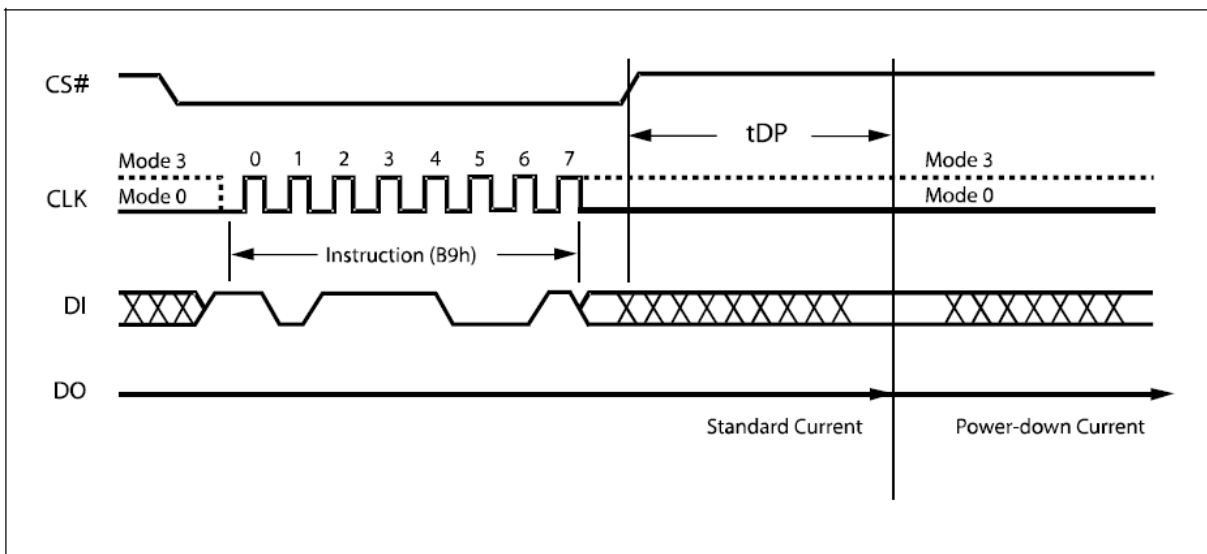 CS#
tDP
Mode 3
0 1 2 3 4 5 6 7
Mode 3
CLK
Mode 0
Mode 0
Instruction (B9h)
DI
DO
Standard Current
Power-down Current